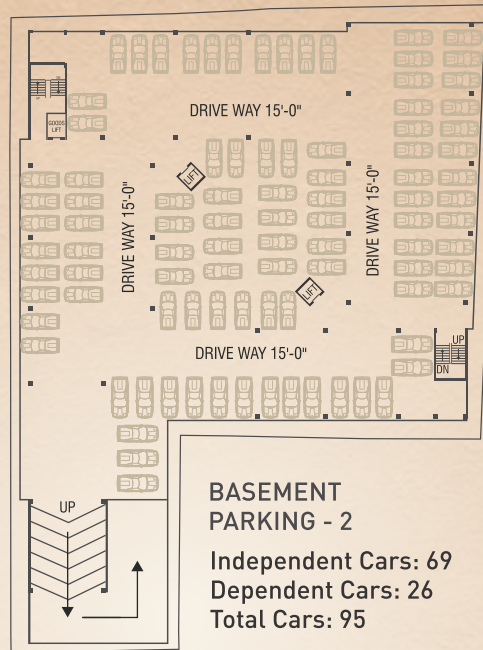 GOODS
LIFT
DRIVE WAY 15'-0"
LIFT
DRIVE WAY 15'-0"
DRIVE WAY 15'-0"
LIFT
DRIVE WAY 15'-0"
UP
DN
UP
BASEMENT
PARKING - 2
Independent Cars: 69
Dependent Cars: 26
Total Cars: 95